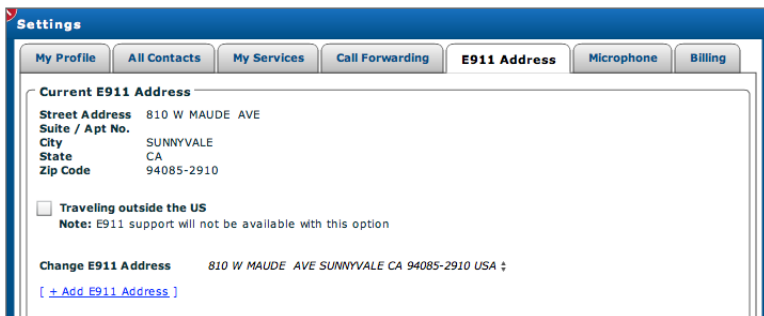 Settings
My Profile All Contacts My Services Call Forwarding E911 Address Microphone Billing
Current E911 Address
Street Address 810 W MAUDE AVE
Suite / Apt No.
City SUNNYVALE
State CA
Zip Code 94085-2910
Traveling outside the US
Note: E911 support will not be available with this option
Change E911 Address 810 W MAUDE AVE SUNNYVALE CA 94085-2910 USA
[ + Add E911 Address ]